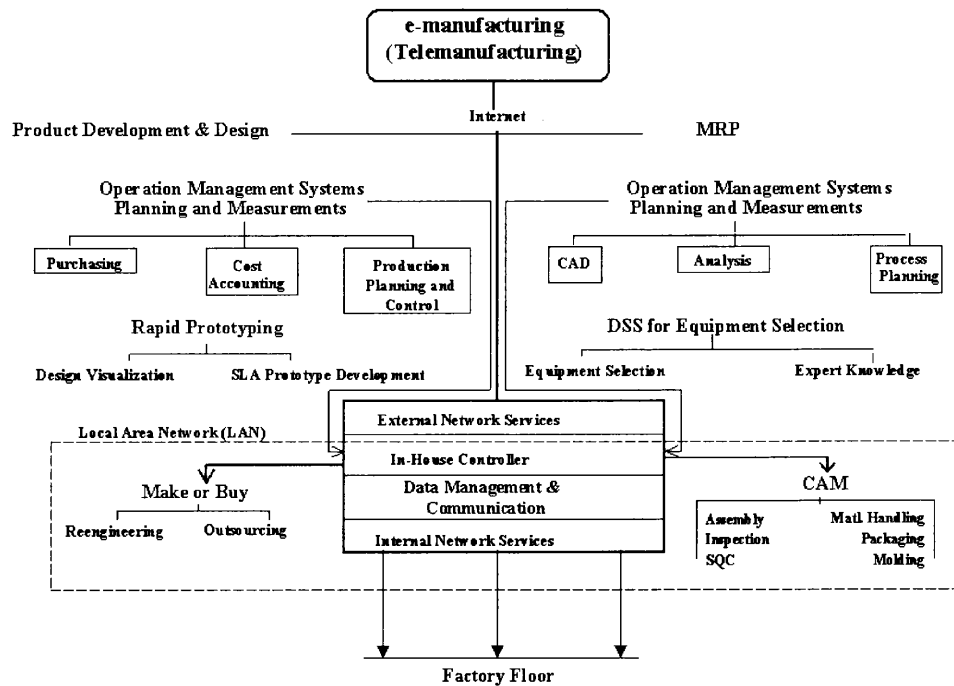 e-manufacturing
(Telemanufacturing)
Internet
Product Development & Design
MRP
Operation Management Systems
Planning and Measurements
Operation Management Systems
Planning and Measurements
Purchasing
Cost
Accounting
Production
Planning and
Control
CAD
Analysis
Process
Planning
Rapid Prototyping
Design Visualization
SLA Prototype Development
DSS for Equipment Selection
Equipment Selection
Expert Knowledge
External Network Services
Local Area Network (LAN)
In-House Controller
Data Management &
Communication
Internal Network Services
Make or Buy
Reengineering
Outsourcing
CAM
Assembly
Inspection
SQC
Matl. Handling
Packaging
Molding
Factory Floor